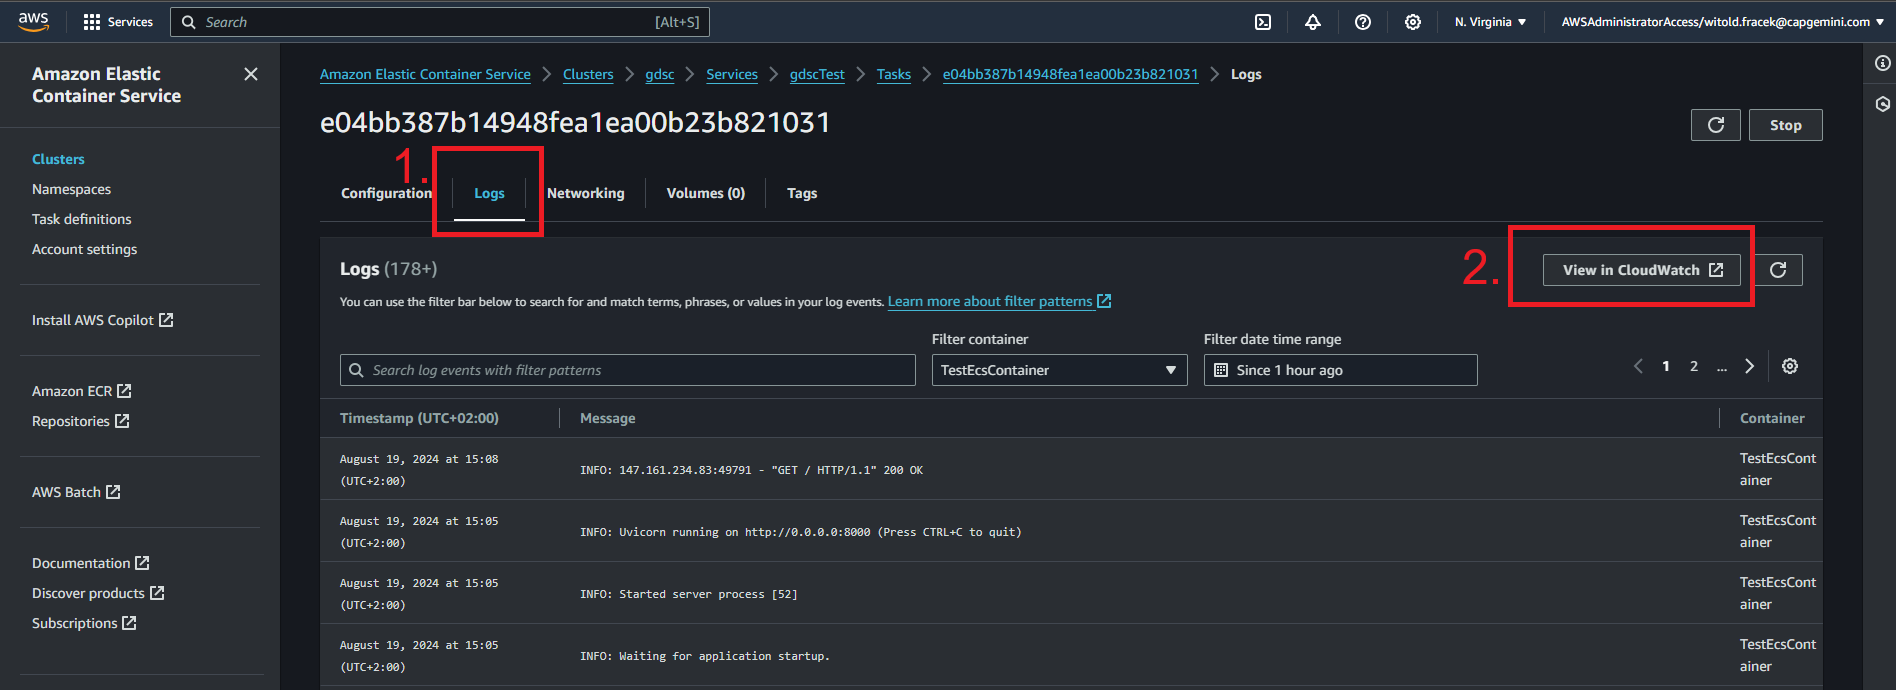 aws
Services
Search
[Alt+S]
N. Virginia
AWSAdministratorAccess/witold.fracek@capgemini.com
Amazon Elastic
Container Service
Clusters
Namespaces
Task definitions
Account settings
Install AWS Copilot
Amazon ECR
Repositories
AWS Batch
Documentation
Discover products
Subscriptions
Amazon Elastic Container Service
Clusters
gdsc
Services
gdscTest
Tasks
e04bb387b14948fea1ea00b23b821031
Logs
e04bb387b14948fea1ea00b23b821031
Stop
1.
Configuration
Logs
Networking
Volumes (0)
Tags
2.
Logs (178+)
View in CloudWatch
You can use the filter bar below to search for and match terms, phrases, or values in your log events. Learn more about filter patterns
Filter container
Filter date time range
Search log events with filter patterns
TestEcsContainer
Since 1 hour ago
1
2
...
Timestamp (UTC+02:00)
Message
Container
August 19, 2024 at 15:08
(UTC+2:00)
INFO: 147.161.234.83:49791 - "GET / HTTP/1.1" 200 OK
TestEcsCont
ainer
August 19, 2024 at 15:05
(UTC+2:00)
INFO: Uvicorn running on http://0.0.0.0:8000 (Press CTRL+C to quit)
TestEcsCont
ainer
August 19, 2024 at 15:05
(UTC+2:00)
INFO: Started server process [52]
TestEcsCont
ainer
August 19, 2024 at 15:05
(UTC+2:00)
INFO: Waiting for application startup.
TestEcsCont
ainer